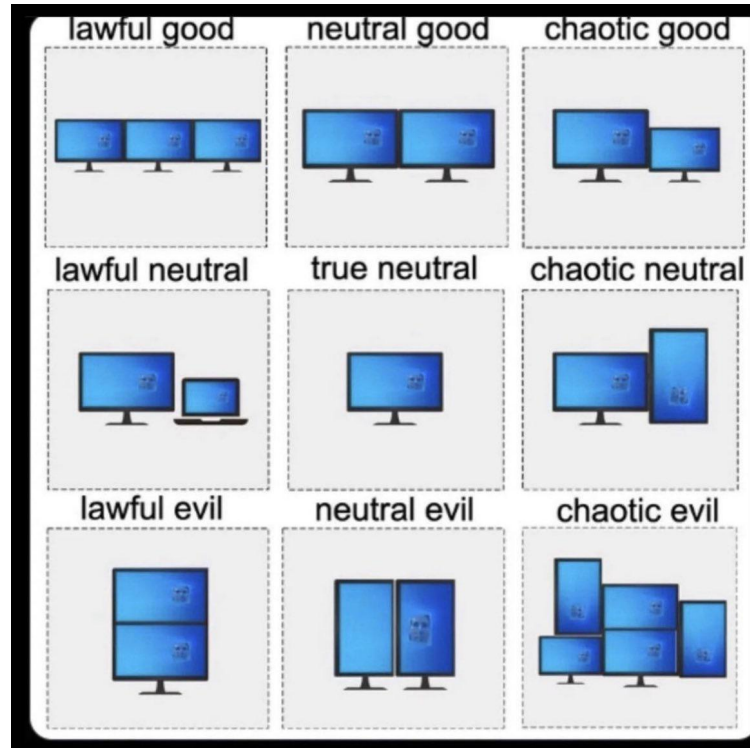 lawful good
neutral good
chaotic good
lawful neutral
true neutral
chaotic neutral
lawful evil
neutral evil
chaotic evil